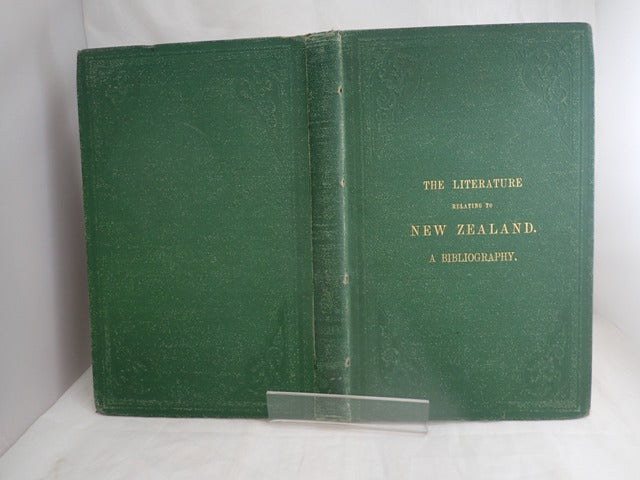 THE LITERATURE
RELATING TO
NEW ZEALAND.
A BIBLIOGRAPHY.